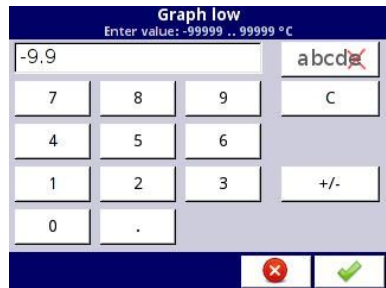 Graph low
Enter value: -99999 .. 99999 °C
-9.9
abcde
7 8 9 C
4 5 6
1 2 3 +/-
0 .